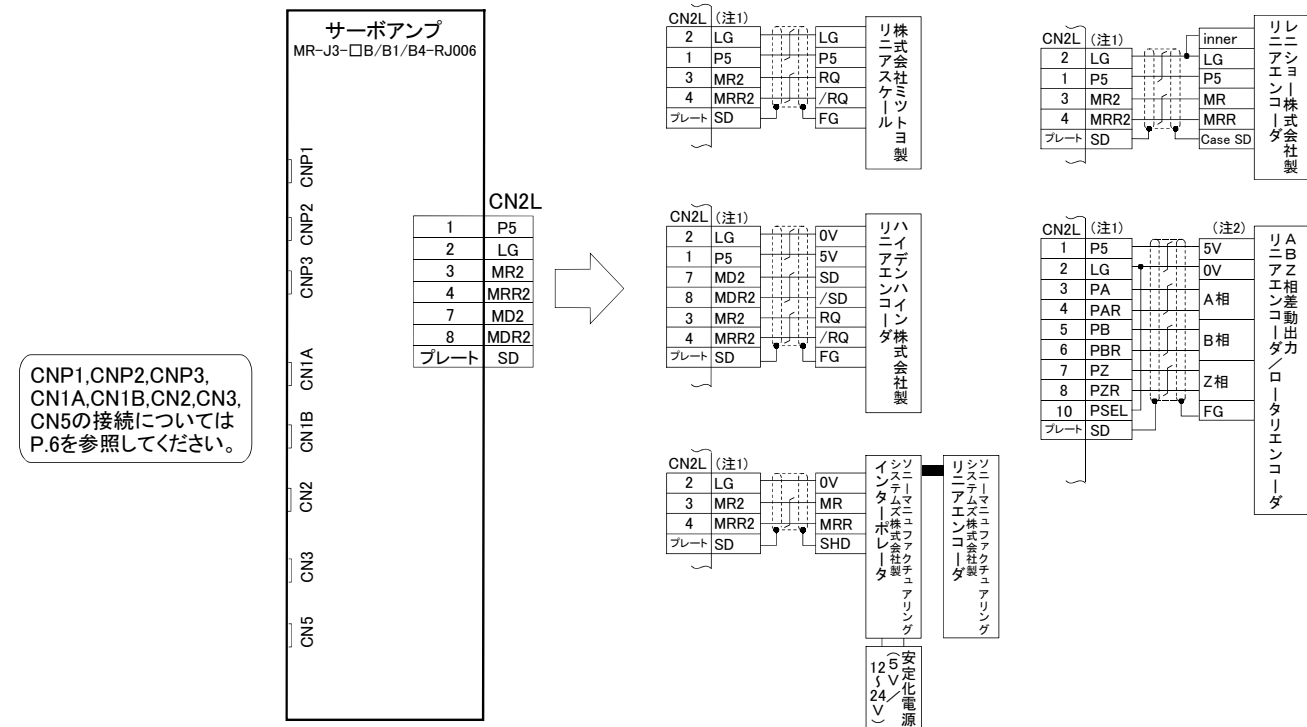 サーボアンプ
MR-J3-□B/B1/B4-RJ006
CNP1
CNP2
CNP3
CN1A
CN1B
CN2
CN3
CN5
CN2L
1 P5
2 LG
3 MR2
4 MRR2
7 MD2
8 MDR2
プレート SD
CNP1,CNP2,CNP3,
CN1A,CN1B,CN2,CN3,
CN5の接続については
P.6を参照してください。
CN2L (注1)
2 LG LG
1 P5 P5
3 MR2 RQ
4 MRR2 /RQ
プレート SD FG
株式会社ミツトヨ製
リニアスケール
CN2L (注1)
2 LG 0V
1 P5 5V
7 MD2 SD
8 MDR2 /SD
3 MR2 RQ
4 MRR2 /RQ
プレート SD FG
ハイデンハイン株式会社製
リニアエンコーダ
CN2L (注1)
2 LG 0V
3 MR2 MR
4 MRR2 MRR
プレート SD SHD
ソニーマニュファクチュアリング
システムズ株式会社製
インターポレータ
ソニーマニュファクチュアリング
システムズ株式会社製
リニアエンコーダ
安定化電源
(5V/
12～24V)
CN2L (注1)
inner
2 LG LG
1 P5 P5
3 MR2 MR
4 MRR2 MRR
プレート SD Case SD
レニショー株式会社製
リニアエンコーダ
CN2L (注1) (注2)
1 P5 5V
2 LG 0V
3 PA A相
4 PAR
5 PB B相
6 PBR
7 PZ Z相
8 PZR
10 PSEL FG
プレート SD
ABZ相差動出力
リニアエンコーダ/ロータリエンコーダ